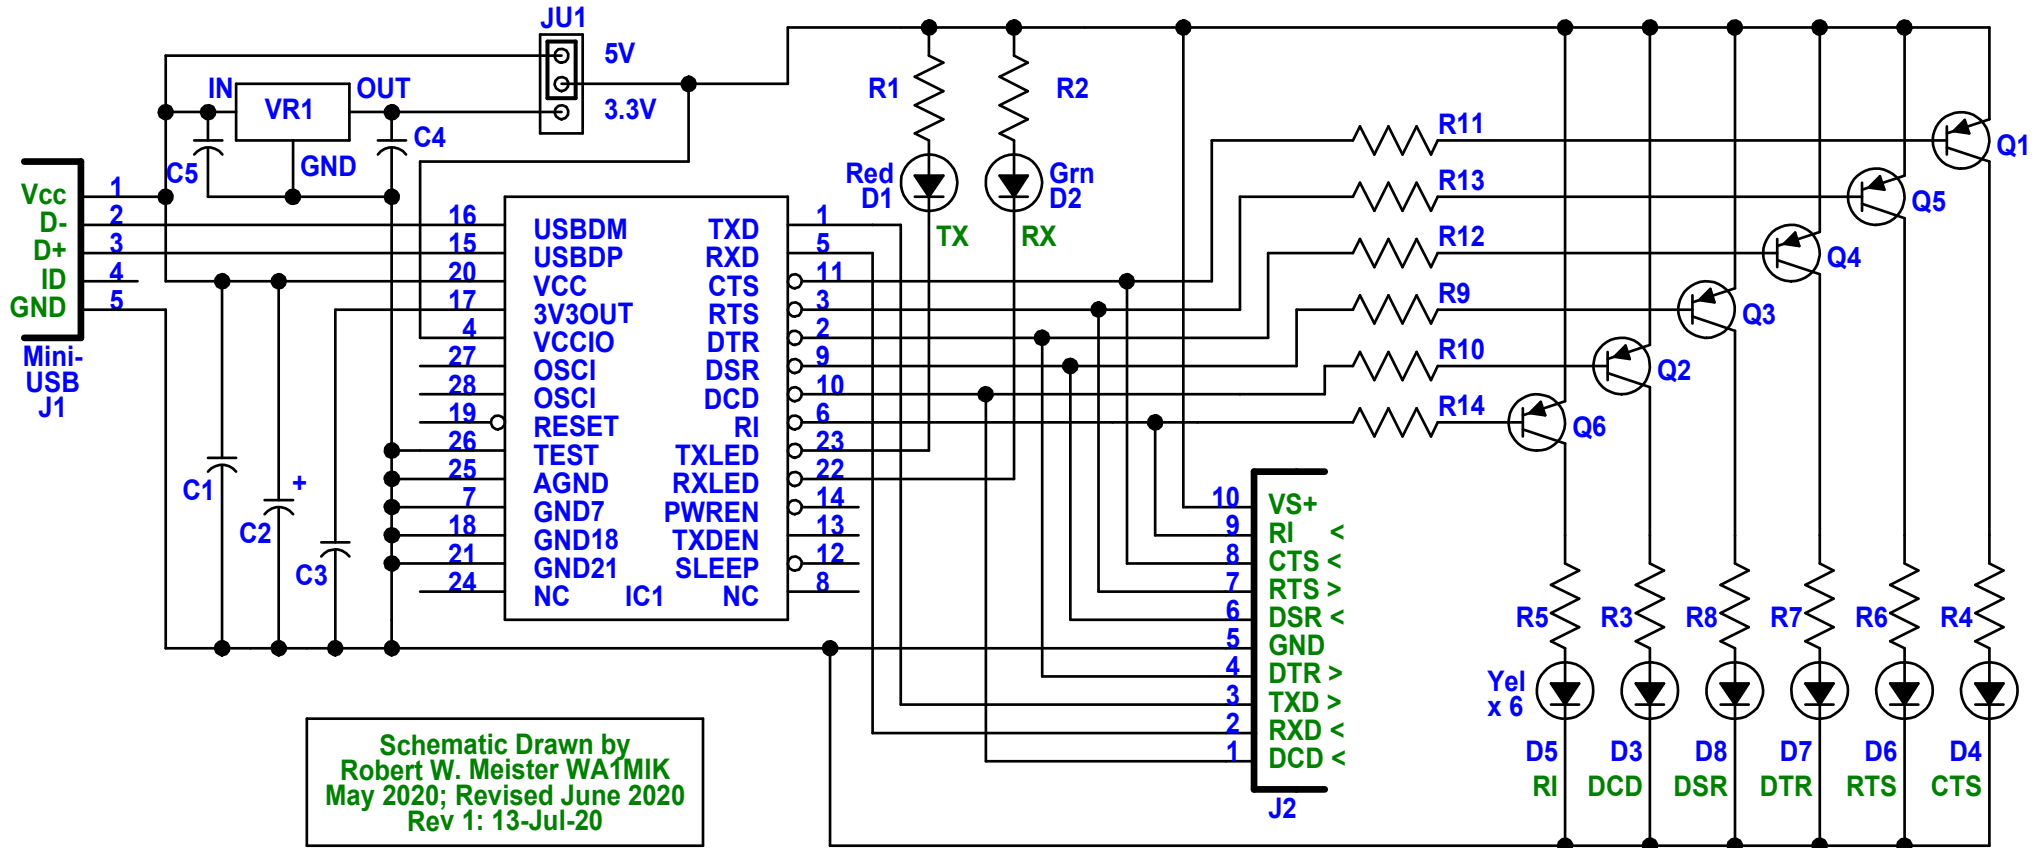 JU1
5V
3.3V
IN
OUT
VR1
GND
C5
C4
R1
R2
Red
D1
Grn
D2
TX
RX
R11
Q1
R13
Q5
R12
Q4
R9
Q3
R10
Q2
R14
Q6
Vcc 1
D- 2
D+ 3
ID 4
GND 5
Mini-
USB
J1
16 USBDM
15 USBDP
20 VCC
17 3V3OUT
4 VCCIO
27 OSCI
28 OSCI
19 RESET
26 TEST
25 AGND
7 GND7
18 GND18
21 GND21
24 NC
IC1
TXD 1
RXD 5
CTS 11
RTS 3
DTR 2
DSR 9
DCD 10
RI 6
TXLED 23
RXLED 22
PWREN 14
TXDEN 13
SLEEP 12
NC 8
C1
C2 +
C3
10 VS+
9 RI <
8 CTS <
7 RTS >
6 DSR <
5 GND
4 DTR >
3 TXD >
2 RXD <
1 DCD <
J2
R5 R3 R8 R7 R6 R4
Yel
x 6
D5 D3 D8 D7 D6 D4
RI DCD DSR DTR RTS CTS
Schematic Drawn by
Robert W. Meister WA1MIK
May 2020; Revised June 2020
Rev 1: 13-Jul-20